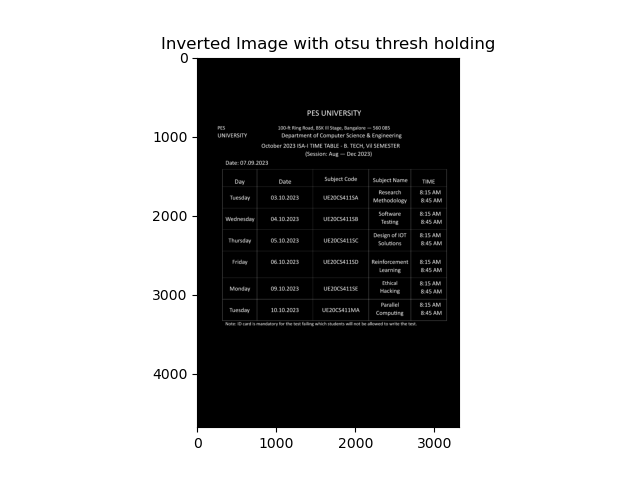 Inverted Image with otsu thresh holding
0
1000
2000
3000
4000
0 1000 2000 3000
PES UNIVERSITY
PES 100-ft Ring Road, BSK III Stage, Bangalore — 560 085
UNIVERSITY Department of Computer Science & Engineering
October 2023 ISA-I TIME TABLE - B. TECH, VII SEMESTER
(Session: Aug — Dec 2023)
Date: 07.09.2023
Day Date Subject Code Subject Name TIME
Tuesday 03.10.2023 UE20CS411SA Research Methodology 8:15 AM 8:45 AM
Wednesday 04.10.2023 UE20CS411SB Software Testing 8:15 AM 8:45 AM
Thursday 05.10.2023 UE20CS411SC Design of IOT Solutions 8:15 AM 8:45 AM
Friday 06.10.2023 UE20CS411SD Reinforcement Learning 8:15 AM 8:45 AM
Monday 09.10.2023 UE20CS411SE Ethical Hacking 8:15 AM 8:45 AM
Tuesday 10.10.2023 UE20CS411MA Parallel Computing 8:15 AM 8:45 AM
Note: ID card is mandatory for the test failing which students will not be allowed to write the test.